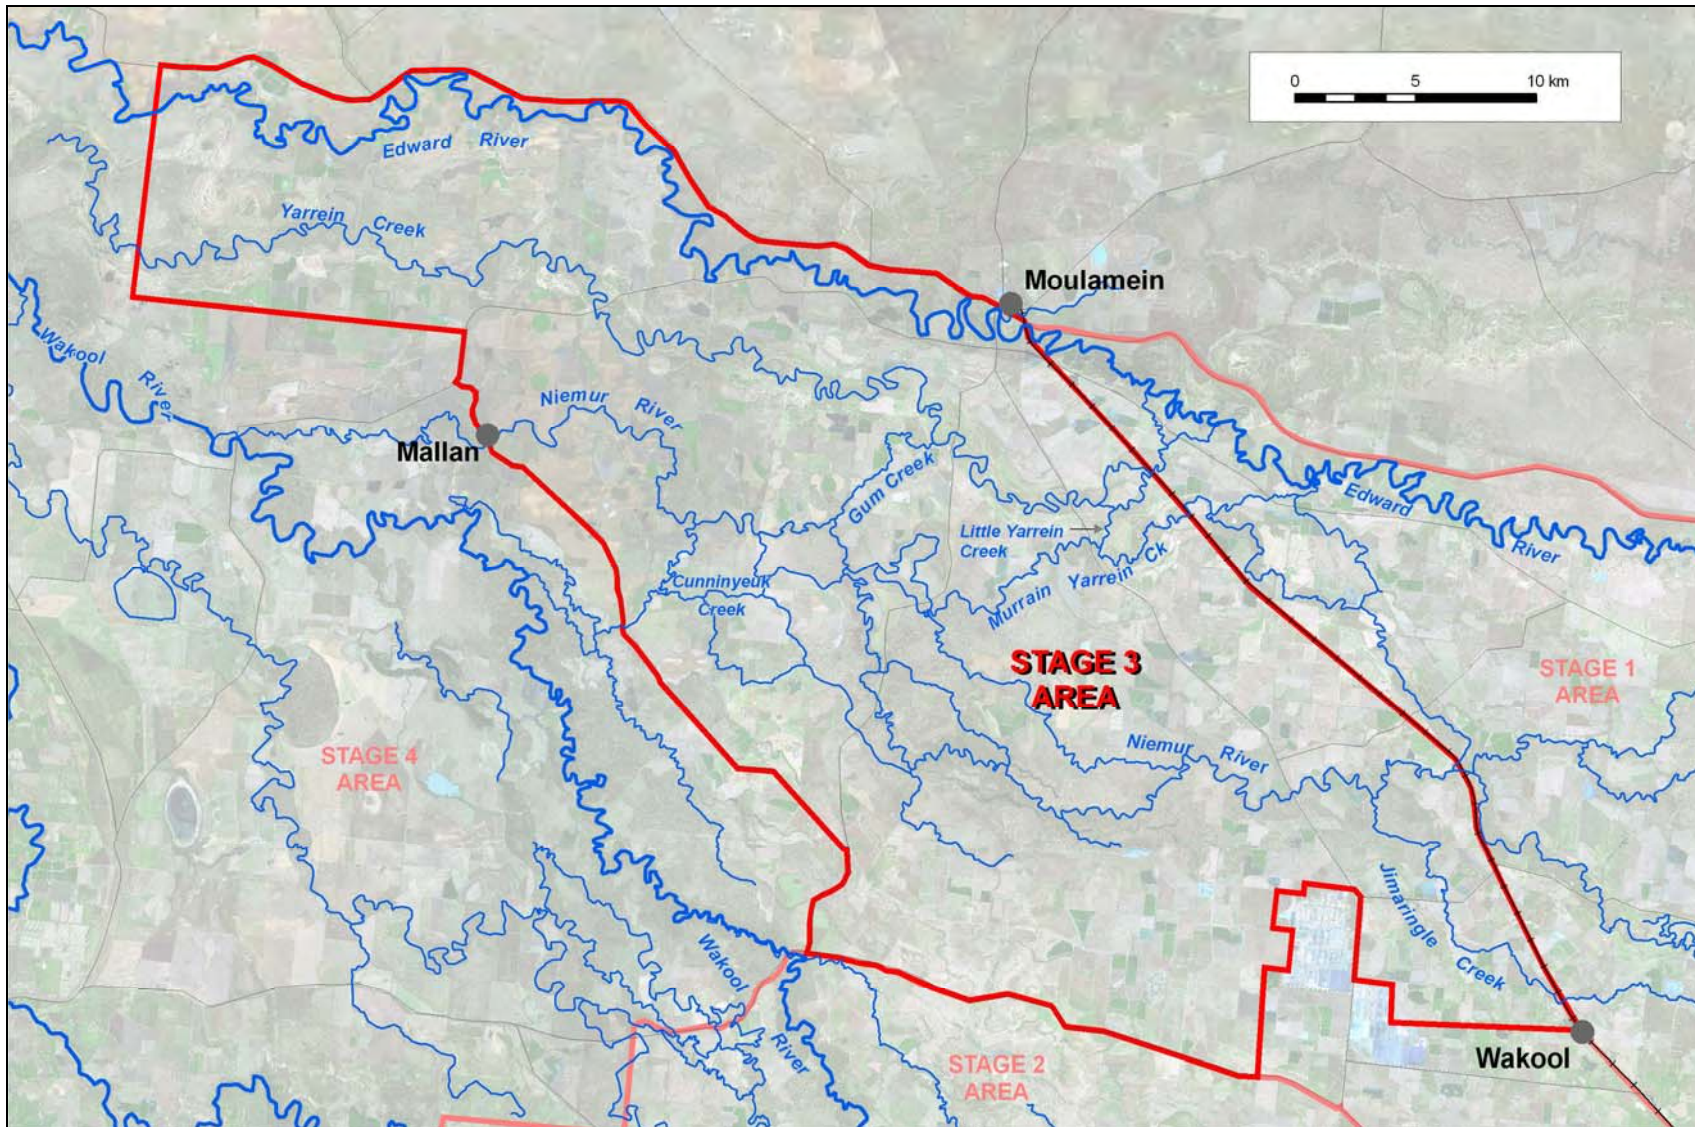 0 5 10 km
Edward River
Yarrein Creek
Moulamein
Wakool
River
Niemur River
Mallan
Gum Creek
Edward
River
Little Yarrein
Creek
Murrain Yarrein Ck
Cunninyeuk
Creek
STAGE 3
AREA
STAGE 1
AREA
STAGE 4
AREA
Niemur River
Jimaringle
Creek
Wakool
River
Wakool
STAGE 2
AREA